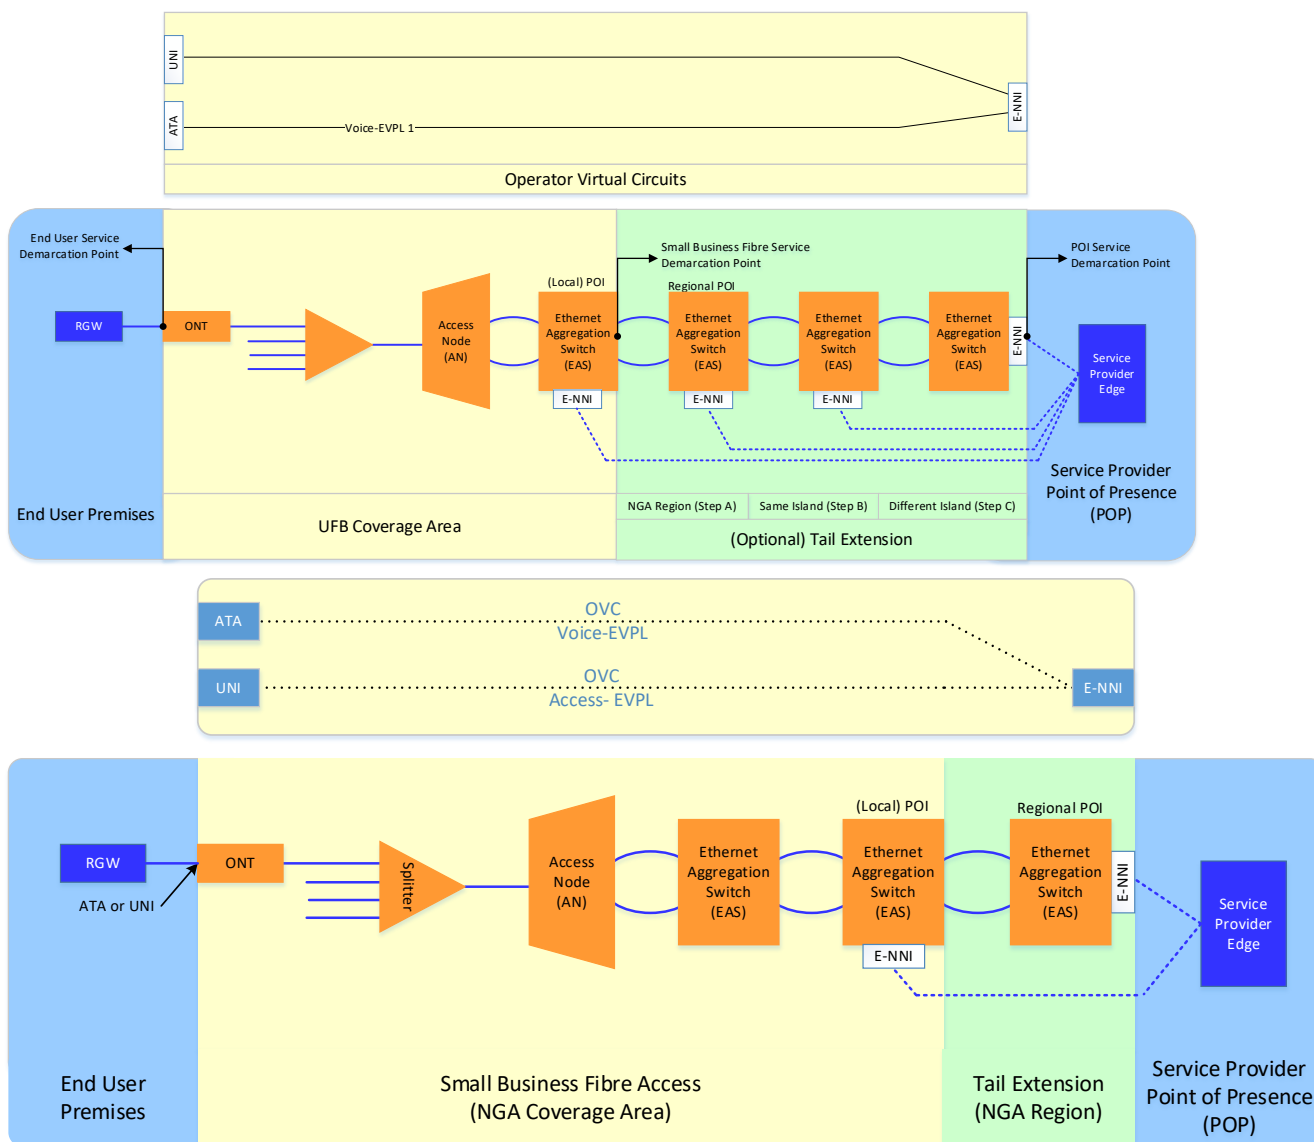 UNI
ATA
Voice-EVPL 1
E-NNI
Operator Virtual Circuits
End User Service
Demarcation Point
Small Business Fibre Service
Demarcation Point
POI Service
Demarcation Point
(Local) POI
Regional POI
RGW
ONT
Access
Node
(AN)
Ethernet
Aggregation
Switch
(EAS)
Ethernet
Aggregation
Switch
(EAS)
Ethernet
Aggregation
Switch
(EAS)
Ethernet
Aggregation
Switch
(EAS)
E-NNI
Service
Provider
Edge
E-NNI
E-NNI
E-NNI
End User Premises
UFB Coverage Area
NGA Region (Step A)
Same Island (Step B)
Different Island (Step C)
(Optional) Tail Extension
Service Provider
Point of Presence
(POP)
ATA
OVC
Voice-EVPL
UNI
OVC
Access- EVPL
E-NNI
(Local) POI
Regional POI
RGW
ONT
ATA or UNI
Splitter
Access
Node
(AN)
Ethernet
Aggregation
Switch
(EAS)
Ethernet
Aggregation
Switch
(EAS)
Ethernet
Aggregation
Switch
(EAS)
E-NNI
E-NNI
Service
Provider
Edge
End User
Premises
Small Business Fibre Access
(NGA Coverage Area)
Tail Extension
(NGA Region)
Service Provider
Point of Presence
(POP)